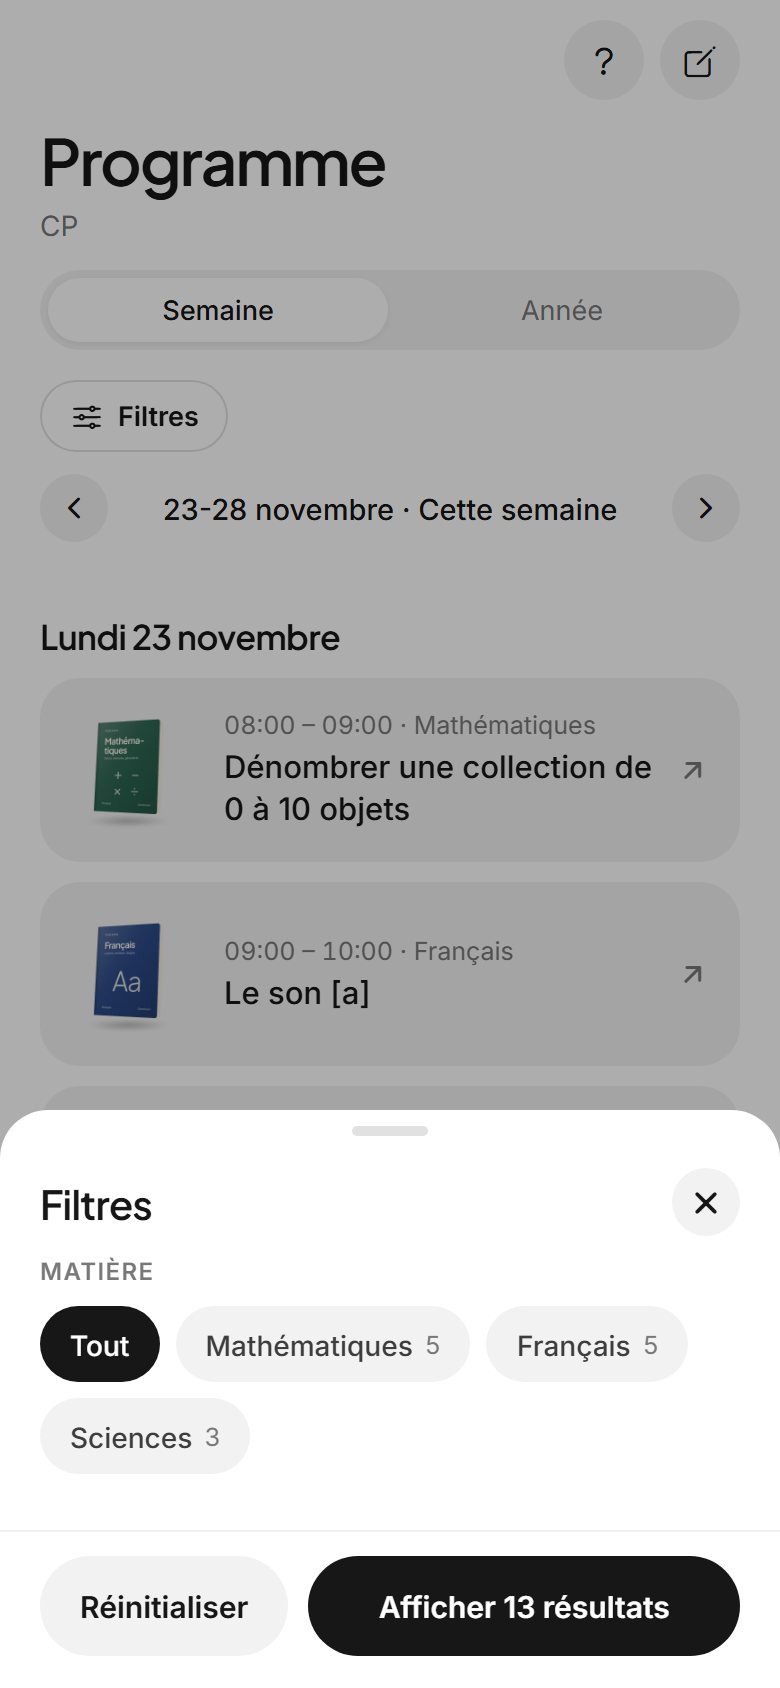 ?
Programme
CP
Semaine
Année
Filtres
23-28 novembre · Cette semaine
Lundi 23 novembre
Mathéma-
tiques
+ −
× ÷
08:00 – 09:00 · Mathématiques
Dénombrer une collection de
0 à 10 objets
Français
Aa
09:00 – 10:00 · Français
Le son [a]
Filtres
MATIÈRE
Tout
Mathématiques 5
Français 5
Sciences 3
Réinitialiser
Afficher 13 résultats